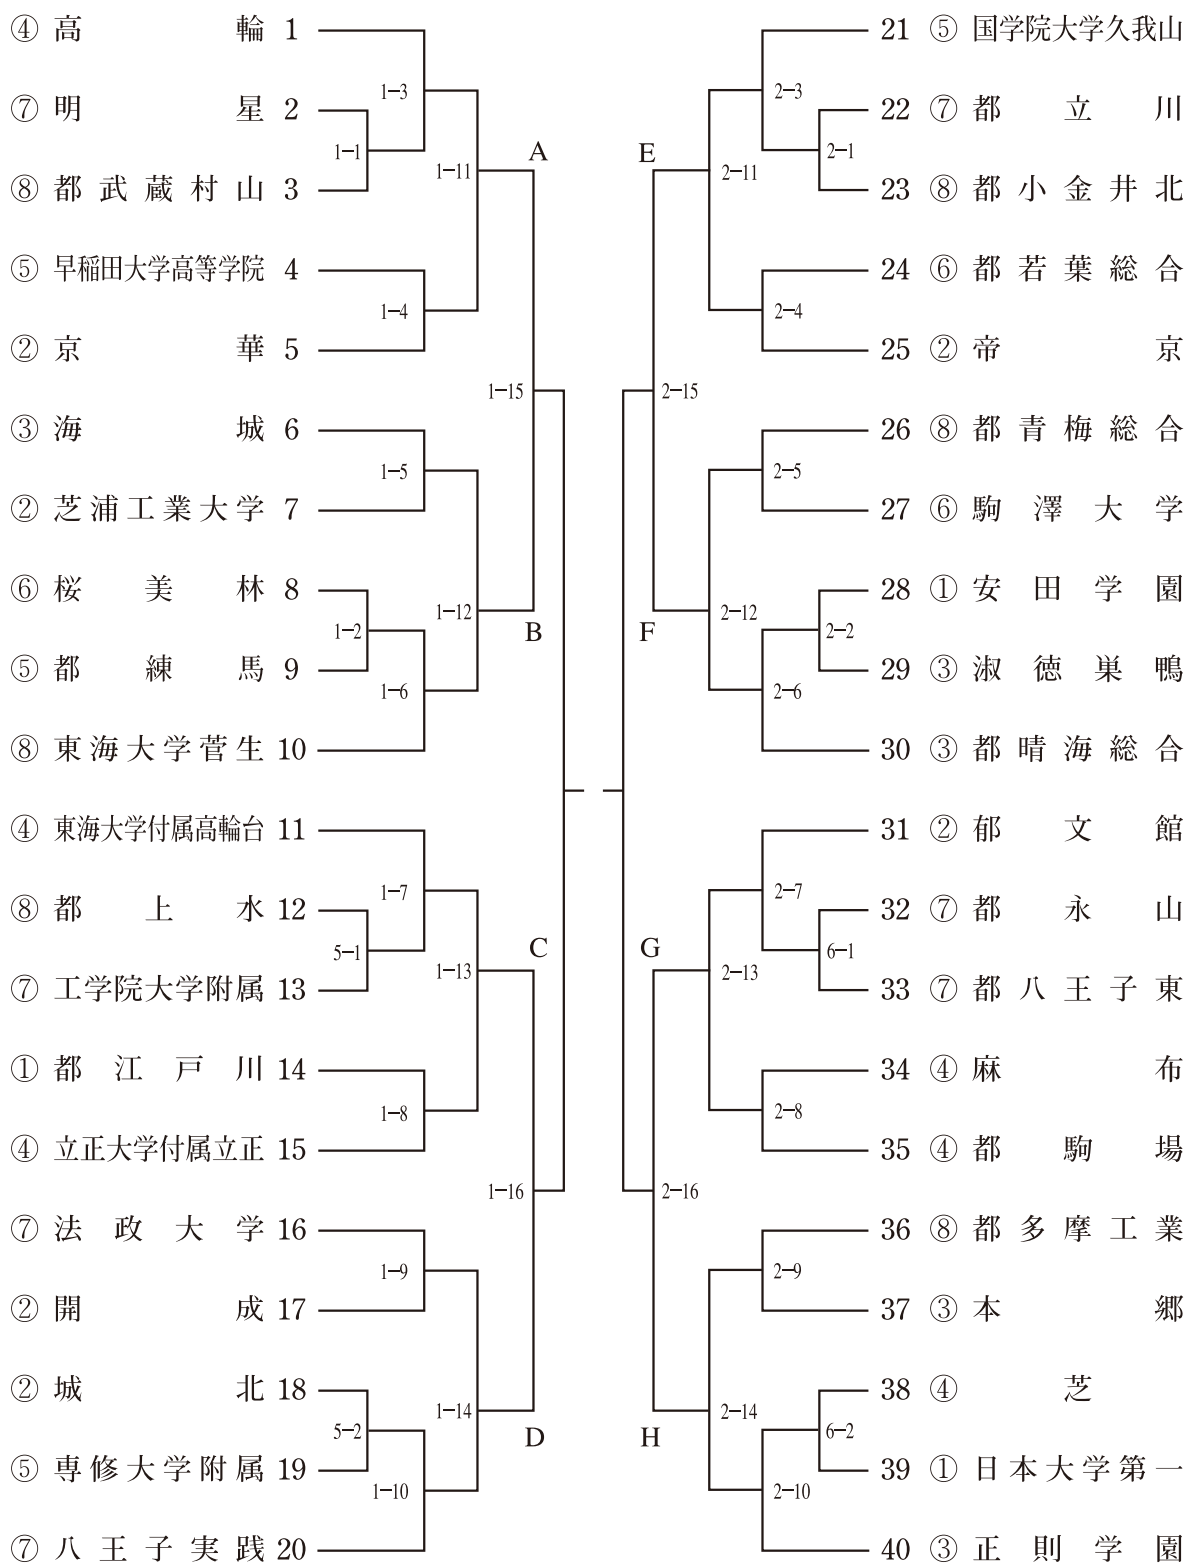 ④ 高輪 1
1-3
⑦ 明星 2
1-1
⑧ 都武蔵村山 3
1-11
A
⑤ 早稲田大学高等学院 4
1-4
② 京華 5
1-15
③ 海城 6
1-5
② 芝浦工業大学 7
⑥ 桜美林 8
1-2
1-12
B
⑤ 都練馬 9
1-6
⑧ 東海大学菅生 10
④ 東海大学付属高輪台 11
1-7
⑧ 都上水 12
5-1
C
⑦ 工学院大学附属 13
1-13
① 都江戸川 14
1-8
④ 立正大学付属立正 15
1-16
⑦ 法政大学 16
1-9
② 開成 17
② 城北 18
5-2
1-14
D
⑤ 専修大学附属 19
1-10
⑦ 八王子実践 20
21 ⑤ 国学院大学久我山
2-3
22 ⑦ 都立川
2-1
E
2-11
23 ⑧ 都小金井北
24 ⑥ 都若葉総合
2-4
25 ② 帝京
2-15
26 ⑧ 都青梅総合
2-5
27 ⑥ 駒澤大学
28 ① 安田学園
2-2
2-12
F
29 ③ 淑徳巣鴨
2-6
30 ③ 都晴海総合
31 ② 郁文館
2-7
32 ⑦ 都永山
6-1
G
33 ⑦ 都八王子東
2-13
34 ④ 麻布
2-8
35 ④ 都駒場
2-16
36 ⑧ 都多摩工業
2-9
37 ③ 本郷
38 ④ 芝
6-2
2-14
H
39 ① 日本大学第一
2-10
40 ③ 正則学園